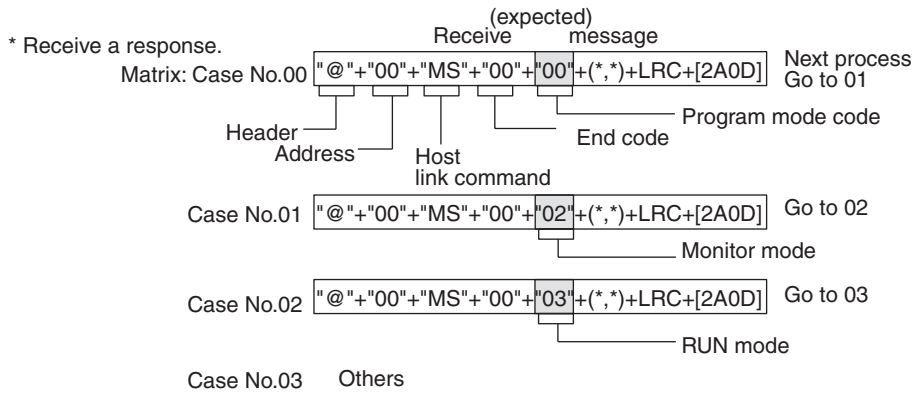 (expected)
Receive message
* Receive a response.
Matrix: Case No.00 "@"+"00"+"MS"+"00"+"00"+(*,*)+LRC+[2A0D] Next process
Go to 01
Program mode code
Header
End code
Address
Host
link command
Case No.01 "@"+"00"+"MS"+"00"+"02"+(*,*)+LRC+[2A0D] Go to 02
Monitor mode
Case No.02 "@"+"00"+"MS"+"00"+"03"+(*,*)+LRC+[2A0D] Go to 03
RUN mode
Case No.03 Others